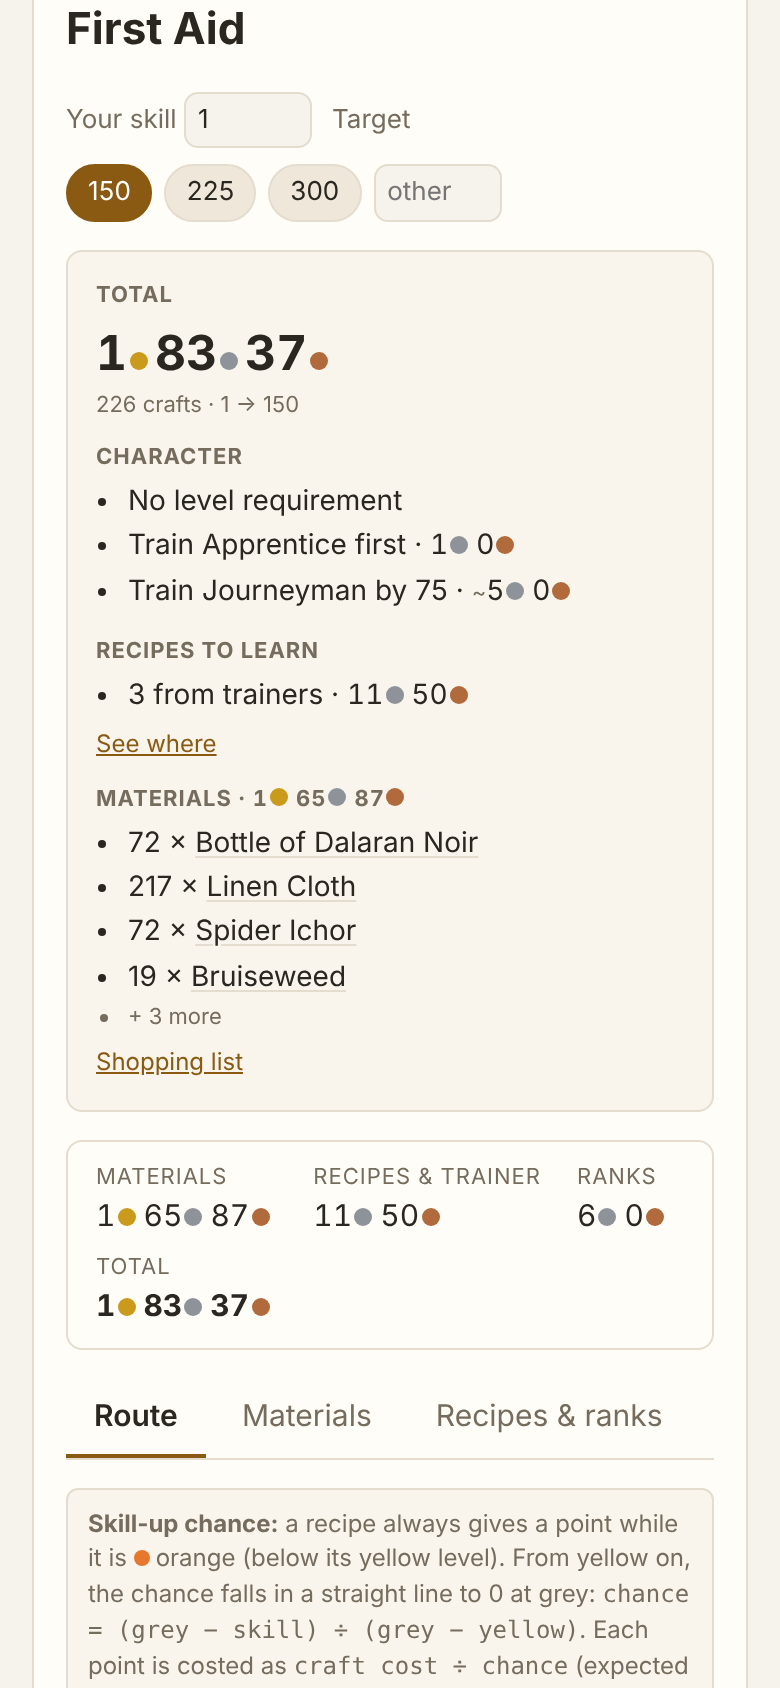 First Aid
Your skill 1 Target
150 225 300 other
TOTAL
1 83 37
226 crafts · 1 → 150
CHARACTER
• No level requirement
• Train Apprentice first · 1 0
• Train Journeyman by 75 · ~5 0
RECIPES TO LEARN
• 3 from trainers · 11 50
See where
MATERIALS · 1 65 87
• 72 × Bottle of Dalaran Noir
• 217 × Linen Cloth
• 72 × Spider Ichor
• 19 × Bruiseweed
• + 3 more
Shopping list
MATERIALS RECIPES & TRAINER RANKS
1 65 87 11 50 6 0
TOTAL
1 83 37
Route Materials Recipes & ranks
Skill-up chance: a recipe always gives a point while
it is orange (below its yellow level). From yellow on,
the chance falls in a straight line to 0 at grey: chance
= (grey − skill) ÷ (grey − yellow). Each
point is costed as craft cost ÷ chance (expected